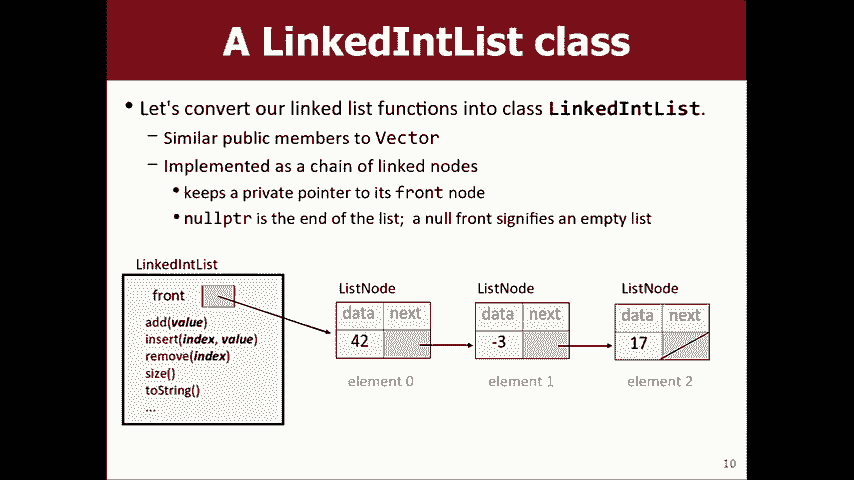 A LinkedIntList class
• Let's convert our linked list functions into class LinkedIntList.
– Similar public members to Vector
– Implemented as a chain of linked nodes
• keeps a private pointer to its front node
• nullptr is the end of the list; a null front signifies an empty list
LinkedIntList
front
add(value)
insert(index, value)
remove(index)
size()
toString()
...
ListNode
data next
42
element 0
ListNode
data next
-3
element 1
ListNode
data next
17
element 2
10